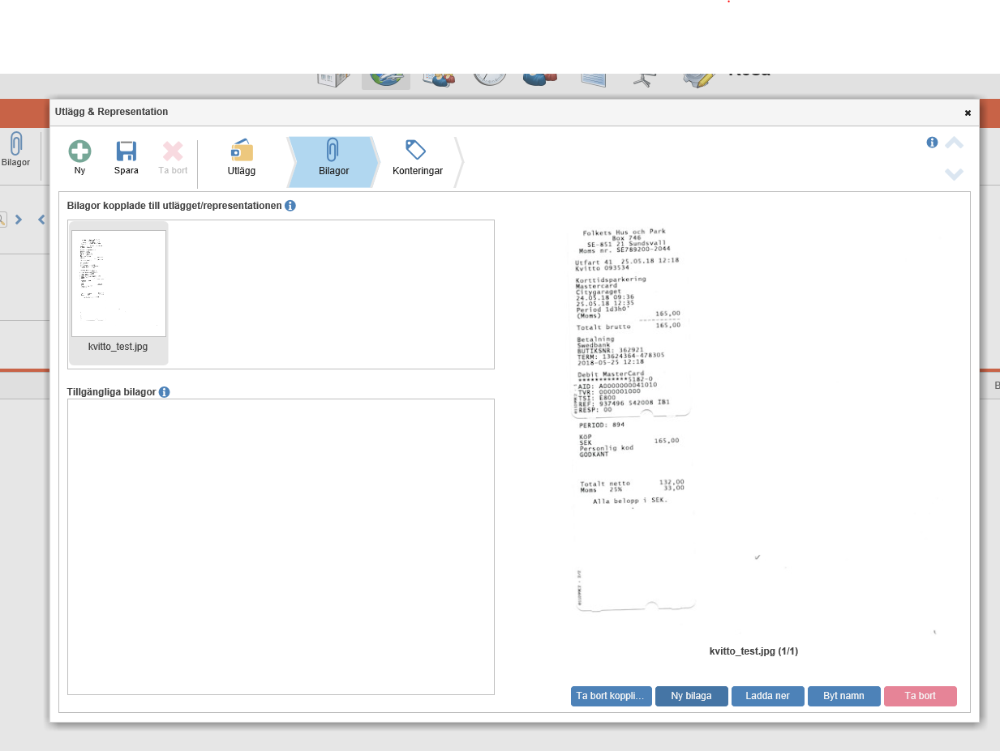 Utlägg & Representation
Bilagor
Ny
Spara
Ta bort
Utlägg
Bilagor
Konteringar
Bilagor kopplade till utlägget/representationen
kvitto_test.jpg
Tillgängliga bilagor
Folkets Hus och Park
Box 746
SE-851 21 Sundsvall
Moms nr. SE789200-2044
Utfart 41 25.05.18 12:18
Kvitto 093534
Korttidsparkering
Mastercard
Citygaraget
24.05.18 09:36
25.05.18 12:35
Period 1d3h0'
(Moms) 165,00
Totalt brutto 165,00
Betalning
Swedbank
BUTIKSNR: 362921
TERM: 13624364-478305
2018-05-25 12:18
Debit MasterCard
************5182-0
AID: A0000000041010
TVR: 0000001000
TSI: E800
REF: 937496 542008 IB1
RESP: 00
PERIOD: 894
KÖP
SEK 165,00
Personlig kod
GODKÄNT
Totalt netto 132,00
Moms 25% 33,00
Alla belopp i SEK.
kvitto_test.jpg (1/1)
Ta bort koppli...
Ny bilaga
Ladda ner
Byt namn
Ta bort